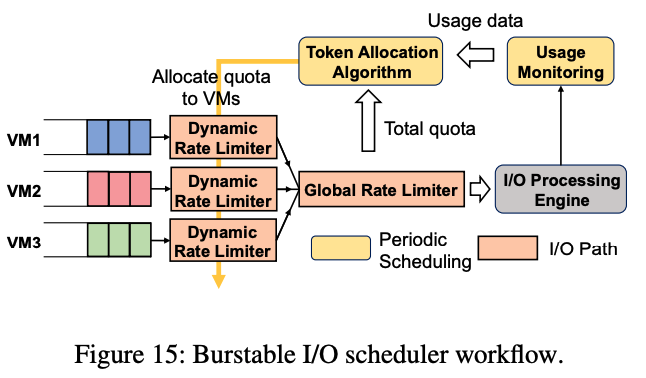 Usage data
Token Allocation
Algorithm
Usage
Monitoring
Allocate quota
to VMs
Total quota
VM1
Dynamic
Rate Limiter
VM2
Dynamic
Rate Limiter
Global Rate Limiter
I/O Processing
Engine
VM3
Dynamic
Rate Limiter
Periodic
Scheduling
I/O Path
Figure 15: Burstable I/O scheduler workflow.